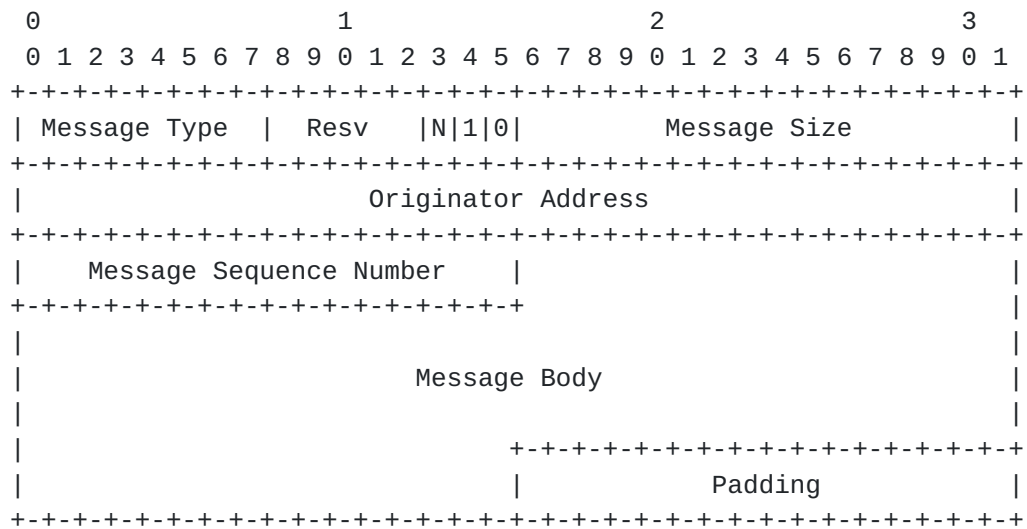 0                   1                   2                   3
 0 1 2 3 4 5 6 7 8 9 0 1 2 3 4 5 6 7 8 9 0 1 2 3 4 5 6 7 8 9 0 1
+-+-+-+-+-+-+-+-+-+-+-+-+-+-+-+-+-+-+-+-+-+-+-+-+-+-+-+-+-+-+-+-+
| Message Type  |  Resv   |N|1|0|         Message Size          |
+-+-+-+-+-+-+-+-+-+-+-+-+-+-+-+-+-+-+-+-+-+-+-+-+-+-+-+-+-+-+-+-+
|                      Originator Address                       |
+-+-+-+-+-+-+-+-+-+-+-+-+-+-+-+-+-+-+-+-+-+-+-+-+-+-+-+-+-+-+-+-+
|    Message Sequence Number    |                               |
+-+-+-+-+-+-+-+-+-+-+-+-+-+-+-+-+                               |
|                                                               |
|                         Message Body                          |
|                                                               |
|                               +-+-+-+-+-+-+-+-+-+-+-+-+-+-+-+-+
|                               |            Padding            |
+-+-+-+-+-+-+-+-+-+-+-+-+-+-+-+-+-+-+-+-+-+-+-+-+-+-+-+-+-+-+-+-+